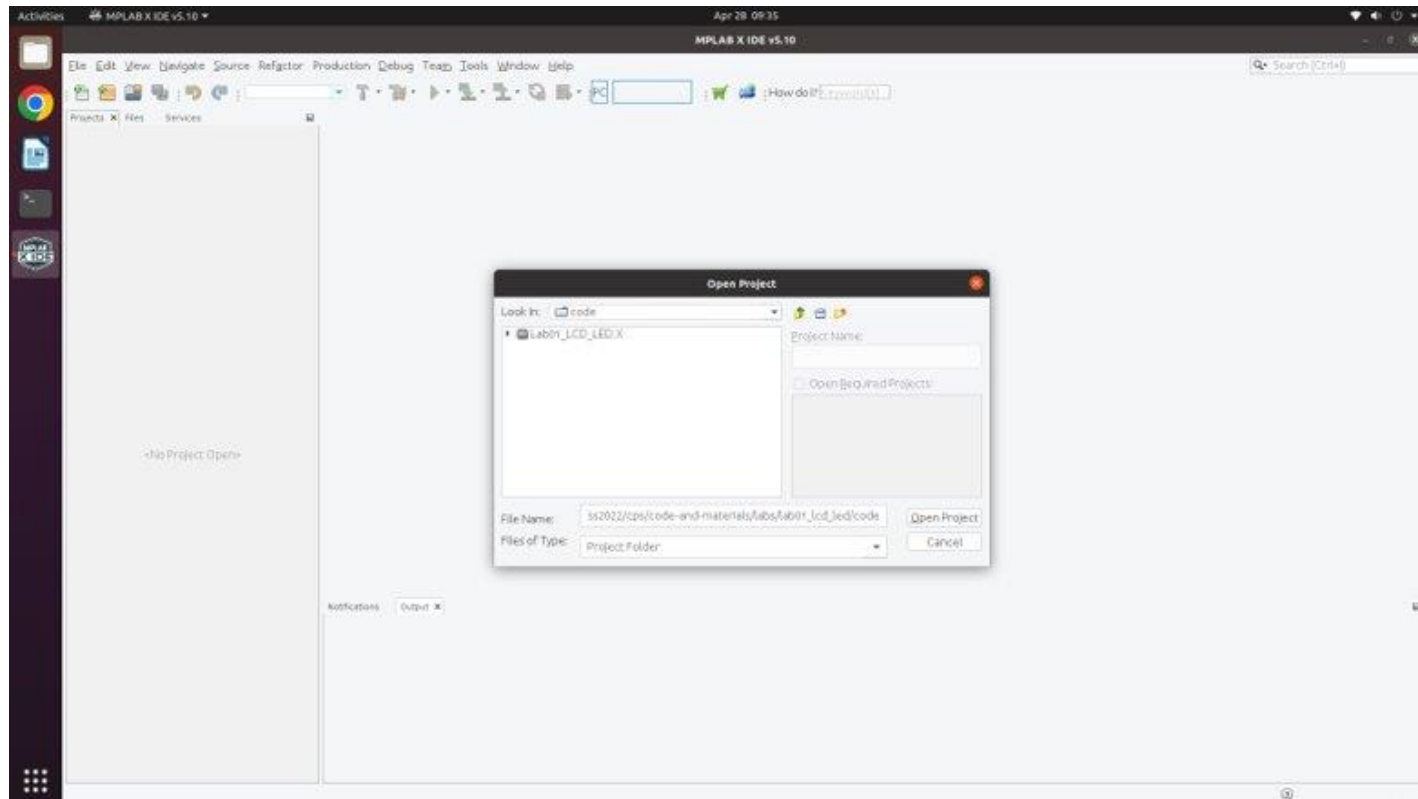 Activities MPLAB X IDE v5.10 Apr 28 09:35
MPLAB X IDE v5.10
File Edit View Navigate Source Refactor Production Debug Team Tools Window Help Search (Ctrl+I)
PC How do I?
Projects Files Services
Open Project
Look In: code
Lab01_LCD_LED.X
Project Name:
Open Required Projects:
<No Project Open>
File Name: ss2022/cps/code-and-materials/labs/lab01_lcd_led/code Open Project
Files of Type: Project Folder Cancel
Notifications Output